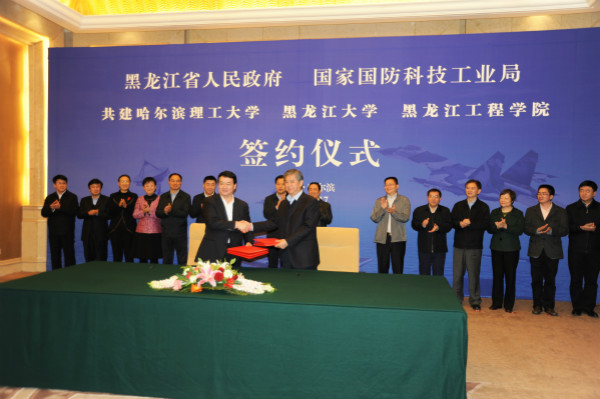 黑龙江省人民政府 国家国防科技工业局
共建哈尔滨理工大学 黑龙江大学 黑龙江工程学院
签约仪式